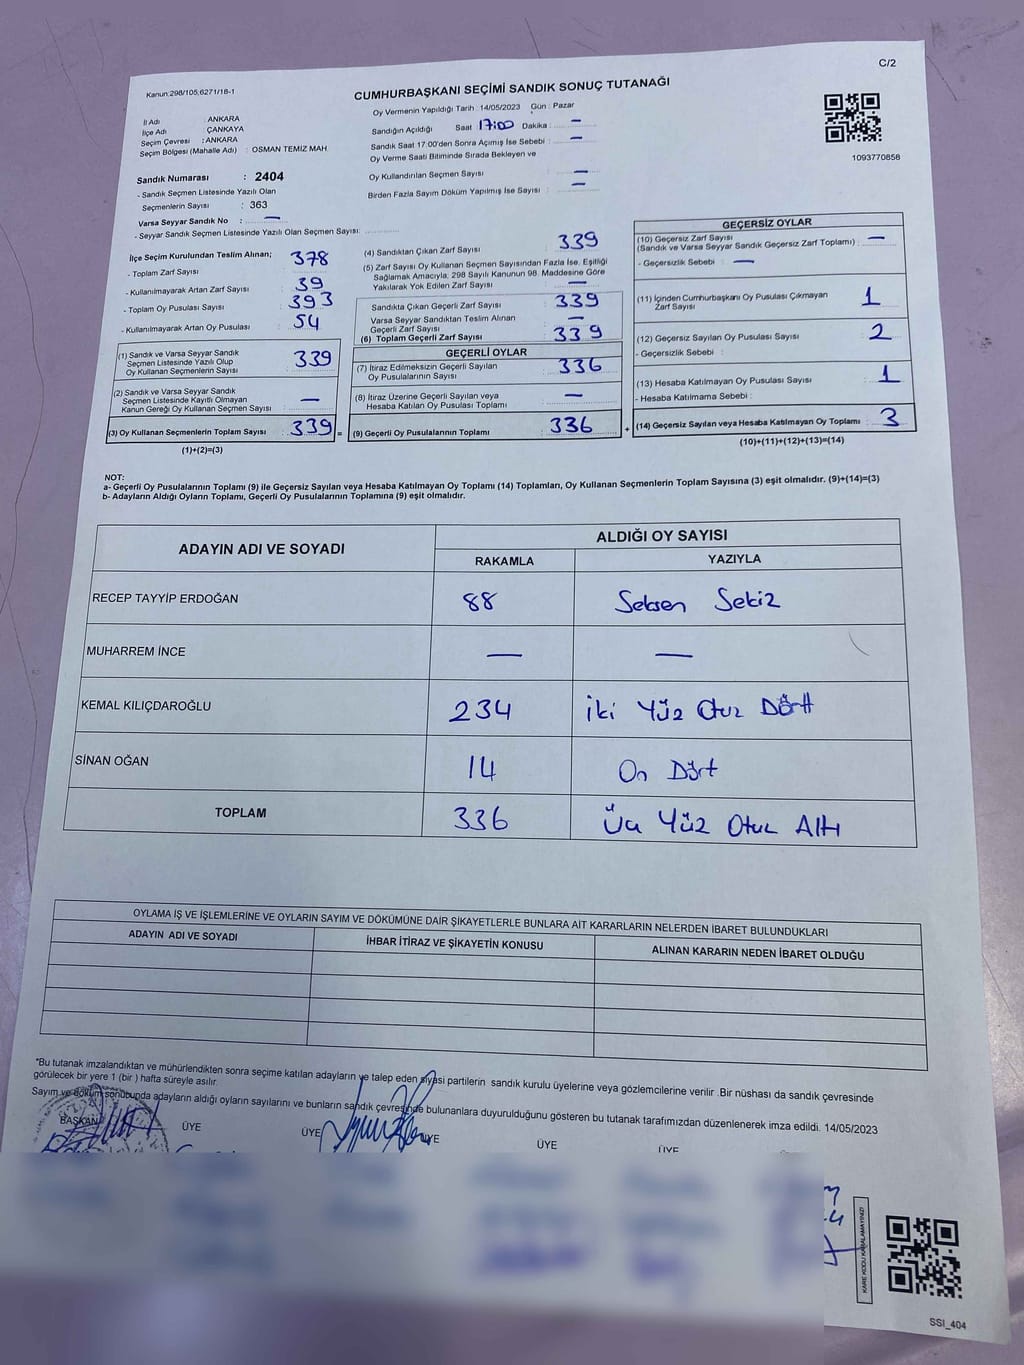 C/2
Kanun:298/105,6271/18-1
CUMHURBAŞKANI SEÇİMİ SANDIK SONUÇ TUTANAĞI
Oy Vermenin Yapıldığı Tarih : 14/05/2023 Gün : Pazar
İl Adı : ANKARA
İlçe Adı : ÇANKAYA
Seçim Çevresi : ANKARA
Seçim Bölgesi (Mahalle Adı) : OSMAN TEMİZ MAH
Sandığın Açıldığı Saat 17:00 Dakika : —
Sandık Saat 17:00'den Sonra Açımış İse Sebebi : —
Oy Verme Saati Bitiminde Sırada Bekleyen ve
Oy Kullandırılan Seçmen Sayısı : —
Birden Fazla Sayım Döküm Yapılmış İse Sayısı : —
1093770858
Sandık Numarası : 2404
- Sandık Seçmen Listesinde Yazılı Olan
Seçmenlerin Sayısı : 363
Varsa Seyyar Sandık No : —
- Seyyar Sandık Seçmen Listesinde Yazılı Olan Seçmen Sayısı:
İlçe Seçim Kurulundan Teslim Alınan;
- Toplam Zarf Sayısı 378
- Kullanılmayarak Artan Zarf Sayısı 39
- Toplam Oy Pusulası Sayısı 393
- Kullanılmayarak Artan Oy Pusulası 54
(1) Sandık ve Varsa Seyyar Sandık
Seçmen Listesinde Yazılı Olup
Oy Kullanan Seçmenlerin Sayısı 339
(2) Sandık ve Varsa Seyyar Sandık
Seçmen Listesinde Kayıtlı Olmayan
Kanun Gereği Oy Kullanan Seçmen Sayısı —
(3) Oy Kullanan Seçmenlerin Toplam Sayısı 339 =
(1)+(2)=(3)
(4) Sandıktan Çıkan Zarf Sayısı 339
(5) Zarf Sayısı Oy Kullanan Seçmen Sayısından Fazla İse, Eşitliği
Sağlamak Amacıyla, 298 Sayılı Kanunun 98. Maddesine Göre
Yakılarak Yok Edilen Zarf Sayısı —
Sandıkta Çıkan Geçerli Zarf Sayısı 339
Varsa Seyyar Sandıktan Teslim Alınan
Geçerli Zarf Sayısı —
(6) Toplam Geçerli Zarf Sayısı 339
GEÇERLİ OYLAR
(7) İtiraz Edilmeksizin Geçerli Sayılan
Oy Pusulalarının Sayısı 336
(8) İtiraz Üzerine Geçerli Sayılan veya
Hesaba Katılan Oy Pusulası Toplamı —
(9) Geçerli Oy Pusulalarının Toplamı 336 +
GEÇERSİZ OYLAR
(10) Geçersiz Zarf Sayısı
(Sandık ve Varsa Seyyar Sandık Geçersiz Zarf Toplamı) : —
- Geçersizlik Sebebi : —
(11) İçinden Cumhurbaşkanı Oy Pusulası Çıkmayan
Zarf Sayısı 1
(12) Geçersiz Sayılan Oy Pusulası Sayısı 2
- Geçersizlik Sebebi :
(13) Hesaba Katılmayan Oy Pusulası Sayısı 1
- Hesaba Katılmama Sebebi :
(14) Geçersiz Sayılan veya Hesaba Katılmayan Oy Toplamı 3
(10)+(11)+(12)+(13)=(14)
NOT:
a- Geçerli Oy Pusulalarının Toplamı (9) ile Geçersiz Sayılan veya Hesaba Katılmayan Oy Toplamı (14) Toplamları, Oy Kullanan Seçmenlerin Toplam Sayısına (3) eşit olmalıdır. (9)+(14)=(3)
b- Adayların Aldığı Oyların Toplamı, Geçerli Oy Pusulalarının Toplamına (9) eşit olmalıdır.
ADAYIN ADI VE SOYADI ALDIĞI OY SAYISI
RAKAMLA YAZIYLA
RECEP TAYYİP ERDOĞAN 88 Seksen Sekiz
MUHARREM İNCE — —
KEMAL KILIÇDAROĞLU 234 İki Yüz Otuz Dört
SİNAN OĞAN 14 On Dört
TOPLAM 336 Üç Yüz Otuz Altı
OYLAMA İŞ VE İŞLEMLERİNE VE OYLARIN SAYIM VE DÖKÜMÜNE DAİR ŞİKAYETLERLE BUNLARA AİT KARARLARIN NELERDEN İBARET BULUNDUKLARI
ADAYIN ADI VE SOYADI İHBAR İTİRAZ VE ŞİKAYETİN KONUSU ALINAN KARARIN NEDEN İBARET OLDUĞU
*Bu tutanak imzalandıktan ve mühürlendikten sonra seçime katılan adayların ve talep eden siyasi partilerin sandık kurulu üyelerine veya gözlemcilerine verilir .Bir nüshası da sandık çevresinde
görülecek bir yere 1 (bir ) hafta süreyle asılır.
Sayım ve döküm sonucunda adayların aldığı oyların sayılarını ve bunların sandık çevresinde bulunanlara duyurulduğunu gösteren bu tutanak tarafımızdan düzenlenerek imza edildi. 14/05/2023
BAŞKAN ÜYE ÜYE ÜYE ÜYE ÜYE
KARE KODU KARALAMAYINIZ!
SSI_404